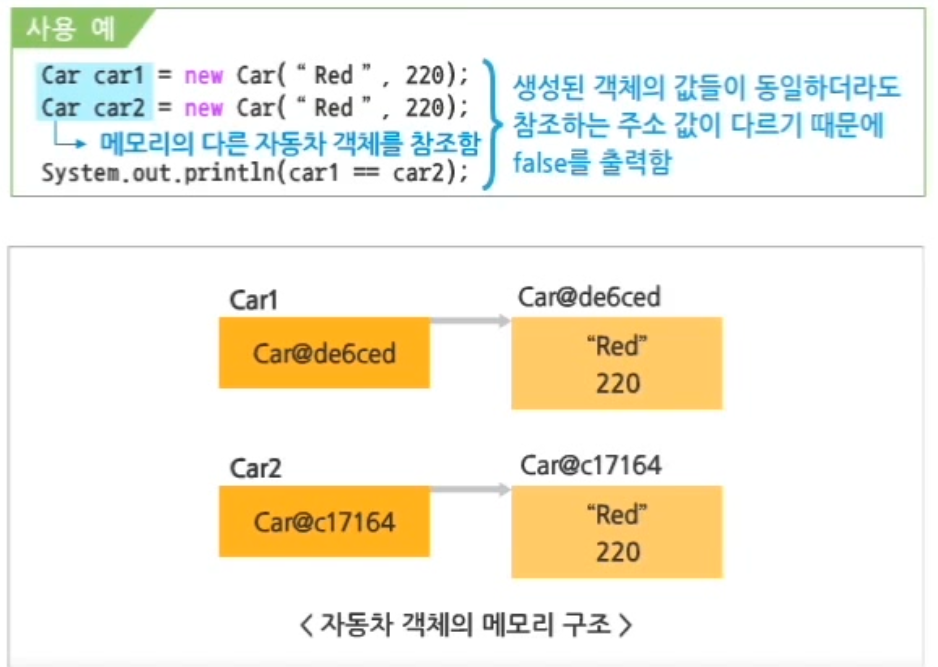 사용 예
Car car1 = new Car( “ Red ” , 220);
Car car2 = new Car( “ Red ” , 220);
메모리의 다른 자동차 객체를 참조함
System.out.println(car1 == car2);
생성된 객체의 값들이 동일하더라도
참조하는 주소 값이 다르기 때문에
false를 출력함
Car1
Car@de6ced
Car@de6ced
“Red”
220
Car2
Car@c17164
Car@c17164
“Red”
220
< 자동차 객체의 메모리 구조 >